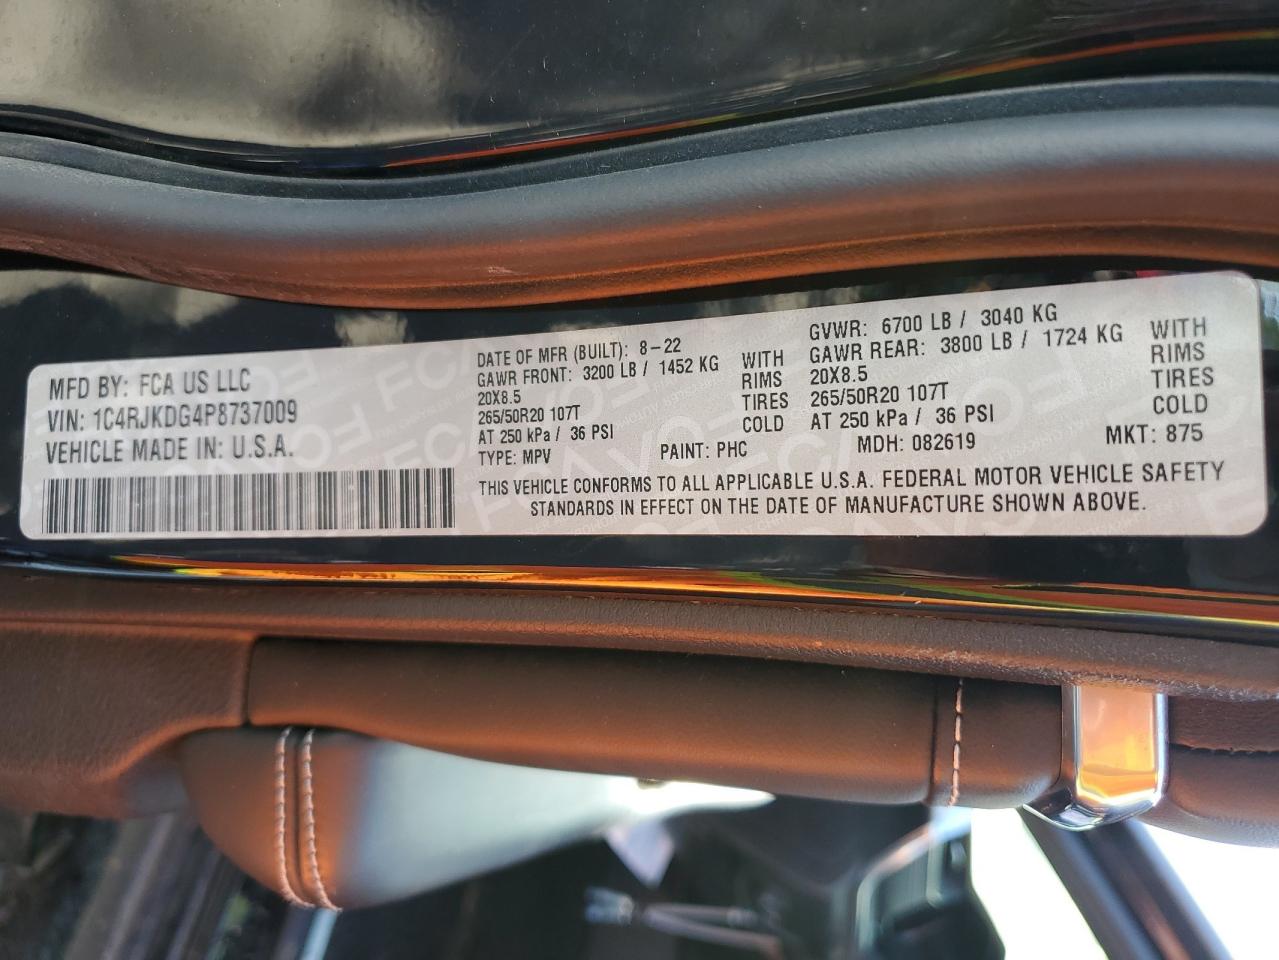 MFD BY: FCA US LLC
VIN: 1C4RJKDG4P8737009
VEHICLE MADE IN: U.S.A.
DATE OF MFR (BUILT): 8-22
GAWR FRONT: 3200 LB / 1452 KG WITH
20X8.5 RIMS
265/50R20 107T TIRES
AT 250 kPa / 36 PSI COLD
GVWR: 6700 LB / 3040 KG
GAWR REAR: 3800 LB / 1724 KG WITH
20X8.5 RIMS
265/50R20 107T TIRES
AT 250 kPa / 36 PSI COLD
TYPE: MPV PAINT: PHC MDH: 082619 MKT: 875
THIS VEHICLE CONFORMS TO ALL APPLICABLE U.S.A. FEDERAL MOTOR VEHICLE SAFETY
STANDARDS IN EFFECT ON THE DATE OF MANUFACTURE SHOWN ABOVE.